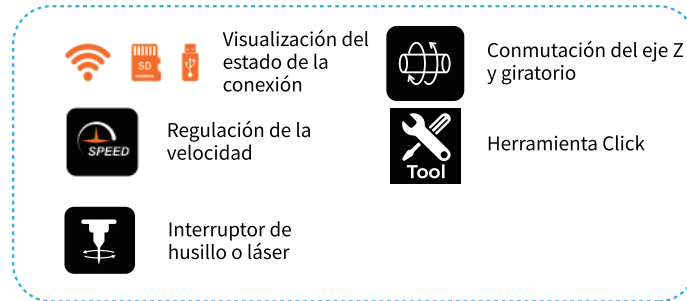 SD
Visualización del
estado de la
conexión
Conmutación del eje Z
y giratorio
SPEED
Regulación de la
velocidad
Tool
Herramienta Click
Interruptor de
husillo o láser